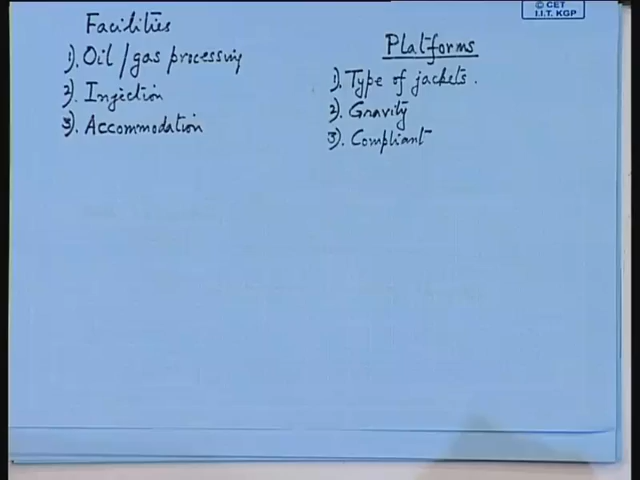 © CET
I.I.T. KGP
Facilities
1). Oil/gas processing
2). Injection
3). Accommodation
Platforms
1). Type of jackets.
2). Gravity
3). Compliant